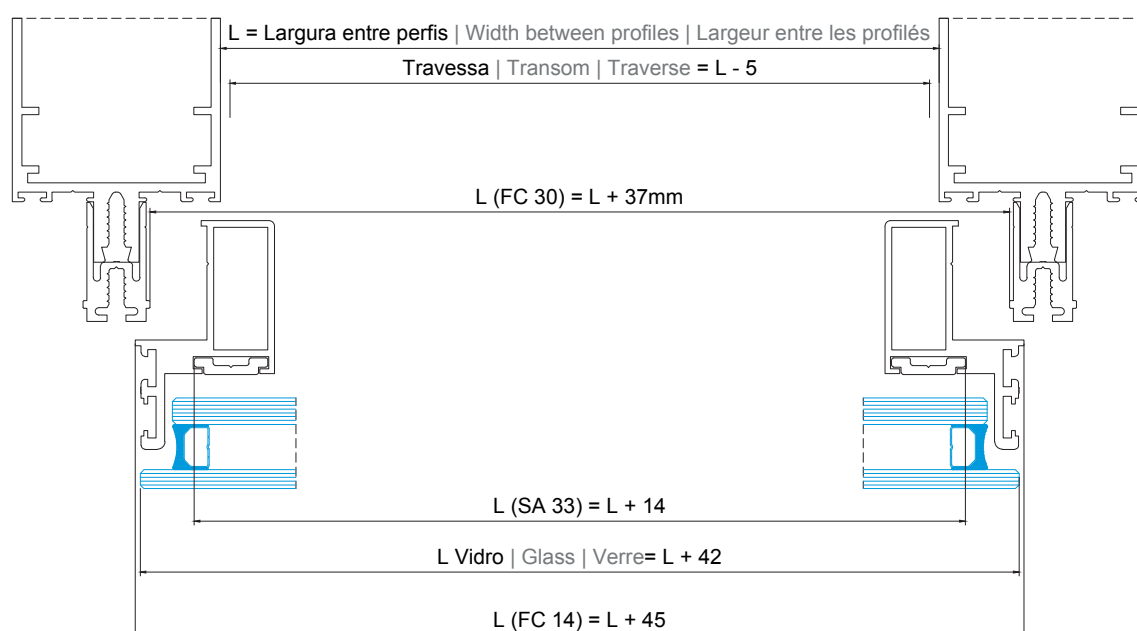 L = Largura entre perfis | Width between profiles | Largeur entre les profilés
Travessa | Transom | Traverse = L - 5
L (FC 30) = L + 37mm
L (SA 33) = L + 14
L Vidro | Glass | Verre= L + 42
L (FC 14) = L + 45